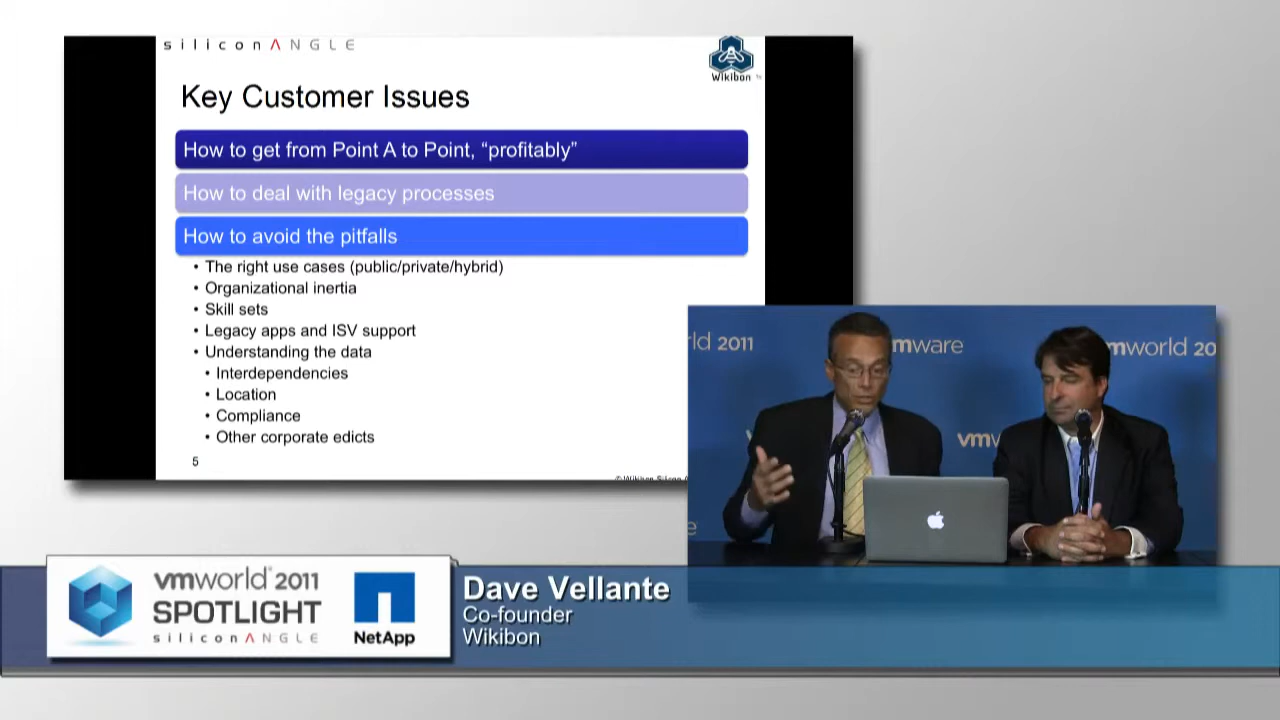 siliconANGLE
Wikibon
Key Customer Issues
How to get from Point A to Point, “profitably”
How to deal with legacy processes
How to avoid the pitfalls
• The right use cases (public/private/hybrid)
• Organizational inertia
• Skill sets
• Legacy apps and ISV support
• Understanding the data
• Interdependencies
• Location
• Compliance
• Other corporate edicts
5
© Wikibon Silicon
rld 2011
mware
mworld 20
vm
vmworld 2011
SPOTLIGHT
siliconANGLE
NetApp
Dave Vellante
Co-founder
Wikibon